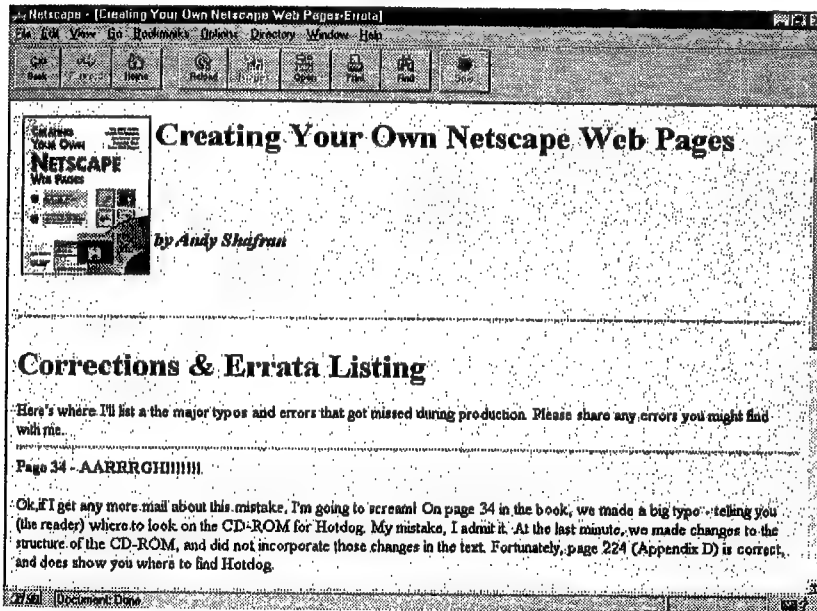 Netscape - [Creating Your Own Netscape Web Pages-Errata]
File Edit View Go Bookmarks Options Directory Window Help
Back Home Reload Open Print Find
CREATING
YOUR OWN
NETSCAPE
WEB PAGES
Creating Your Own Netscape Web Pages
by Andy Shafran
Corrections & Errata Listing
Here's where I'll list a the major typos and errors that got missed during production. Please share any errors you might find
with me.
Page 34 - AARRRGH!!!!!!!
Ok,if I get any more mail about this mistake, I'm going to scream! On page 34 in the book, we made a big typo - telling you
(the reader) where to look on the CD-ROM for Hotdog. My mistake, I admit it. At the last minute, we made changes to the
structure of the CD-ROM, and did not incorporate those changes in the text. Fortunately, page 224 (Appendix D) is correct,
and does show you where to find Hotdog.
Document: Done